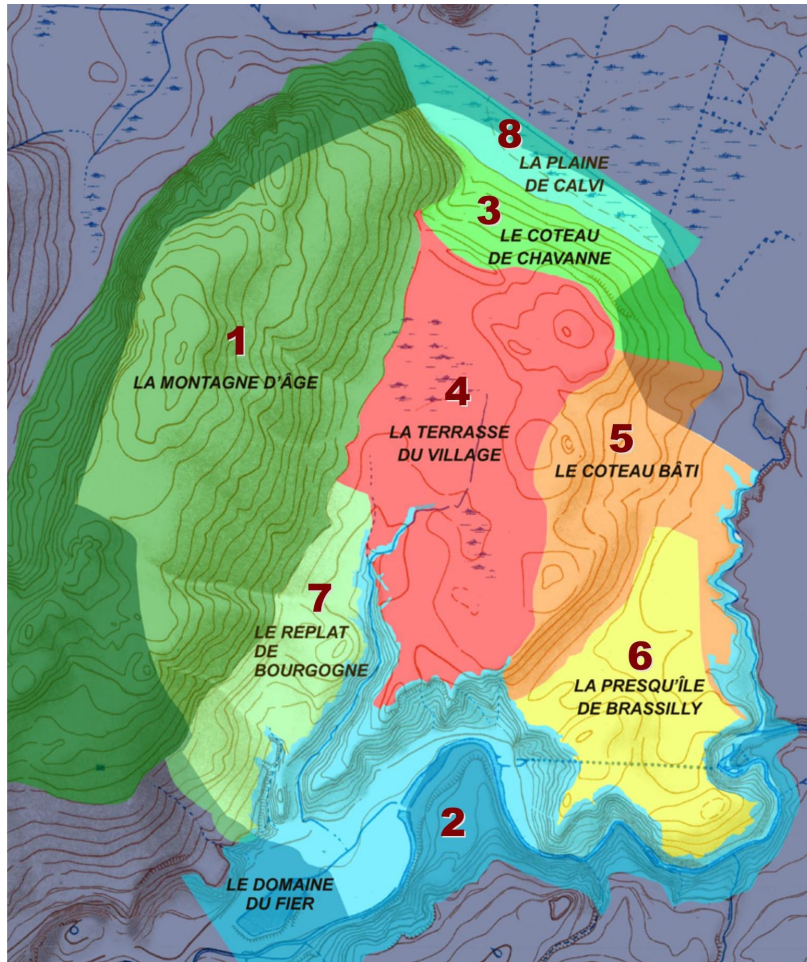 8
LA PLAINE
DE CALVI
3
LE COTEAU
DE CHAVANNE
1
LA MONTAGNE D'ÂGE
4
LA TERRASSE
DU VILLAGE
5
LE COTEAU BÂTI
7
LE REPLAT
DE
BOURGOGNE
6
LA PRESQU'ÎLE
DE BRASSILLY
2
LE DOMAINE
DU FIER